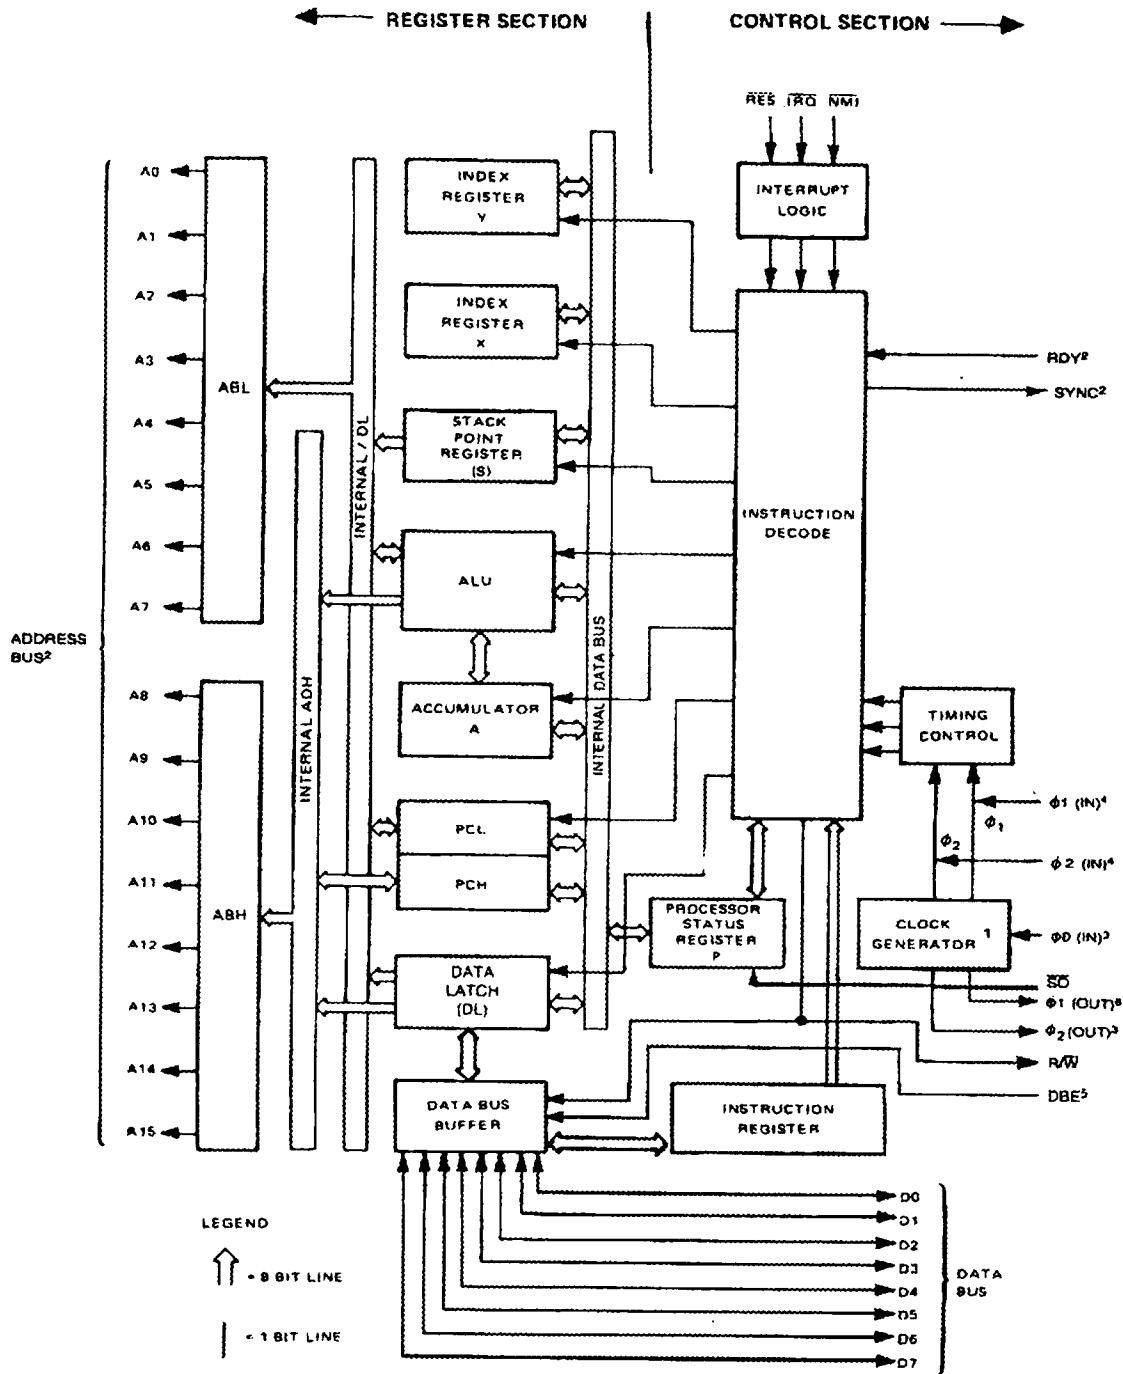 REGISTER SECTION
CONTROL SECTION
R̅E̅S̅ I̅R̅Q̅ N̅M̅I̅
INTERRUPT
LOGIC
INDEX
REGISTER
Y
INDEX
REGISTER
X
STACK
POINT
REGISTER
(S)
ALU
ACCUMULATOR
A
PCL
PCH
DATA
LATCH
(DL)
DATA BUS
BUFFER
INTERNAL / DL
INTERNAL ADH
INTERNAL DATA BUS
ABL
ABH
A0
A1
A2
A3
A4
A5
A6
A7
ADDRESS
BUS²
A8
A9
A10
A11
A12
A13
A14
A15
INSTRUCTION
DECODE
RDY²
SYNC²
TIMING
CONTROL
ϕ1 (IN)⁴
ϕ₁
ϕ₂
ϕ2 (IN)⁴
PROCESSOR
STATUS
REGISTER
P
CLOCK
GENERATOR 1
ϕ0 (IN)³
S̅O̅
ϕ1 (OUT)
ϕ₂(OUT)³
R/W̅
DBE⁵
INSTRUCTION
REGISTER
D0
D1
D2
D3
D4
D5
D6
D7
DATA
BUS
LEGEND
= 8 BIT LINE
= 1 BIT LINE